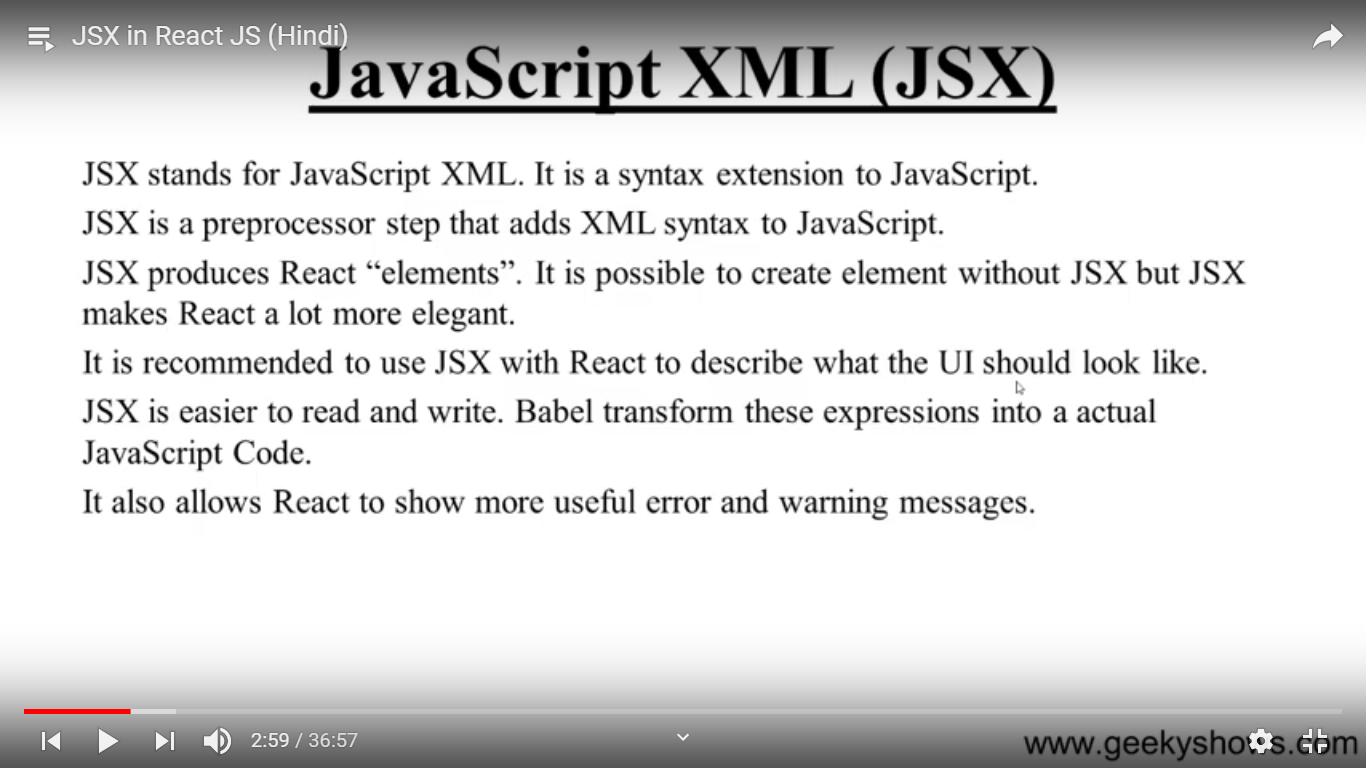 JSX in React JS (Hindi)
JavaScript XML (JSX)
JSX stands for JavaScript XML. It is a syntax extension to JavaScript.
JSX is a preprocessor step that adds XML syntax to JavaScript.
JSX produces React “elements”. It is possible to create element without JSX but JSX
makes React a lot more elegant.
It is recommended to use JSX with React to describe what the UI should look like.
JSX is easier to read and write. Babel transform these expressions into a actual
JavaScript Code.
It also allows React to show more useful error and warning messages.
2:59 / 36:57
www.geekyshows.com